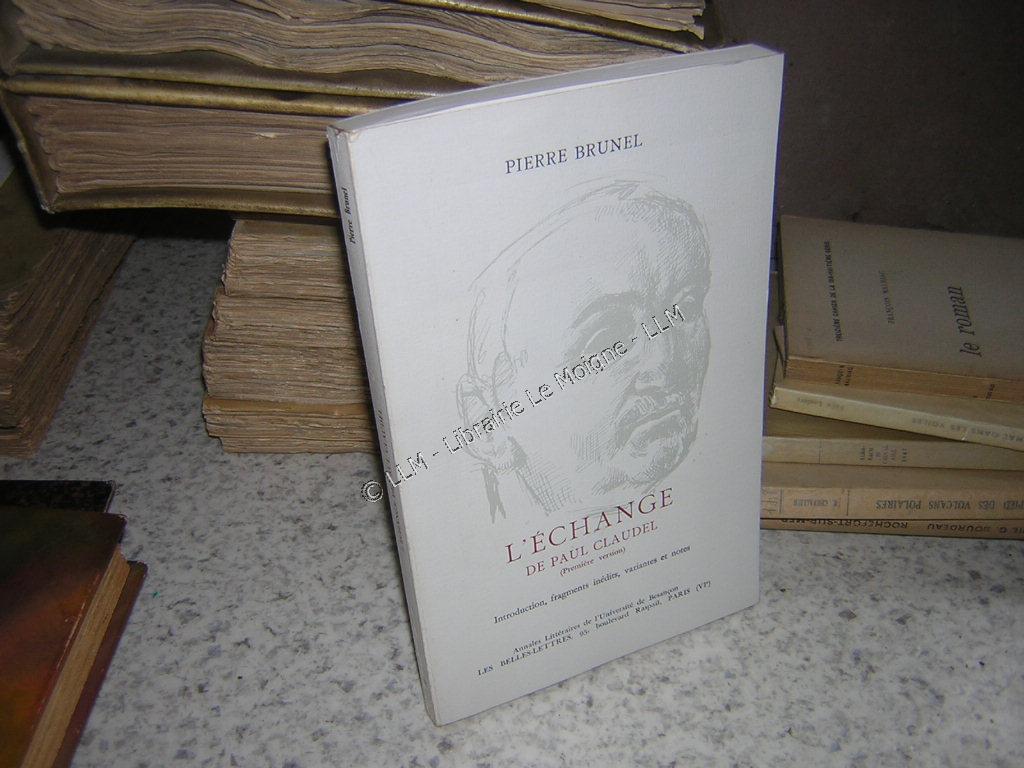 PIERRE BRUNEL
L'ÉCHANGE
DE PAUL CLAUDEL
(Première version)
Introduction, fragments inédits, variantes et notes
Annales Littéraires de l'Université de Besançon
LES BELLES-LETTRES, 95, boulevard Raspail, PARIS (VIᵉ)
Pierre Brunel
© LLM - Librairie Le Moigne - LLM
le roman
PIED DES VOLCANS POLAIRES
ROCHEFORT-SUR-MER